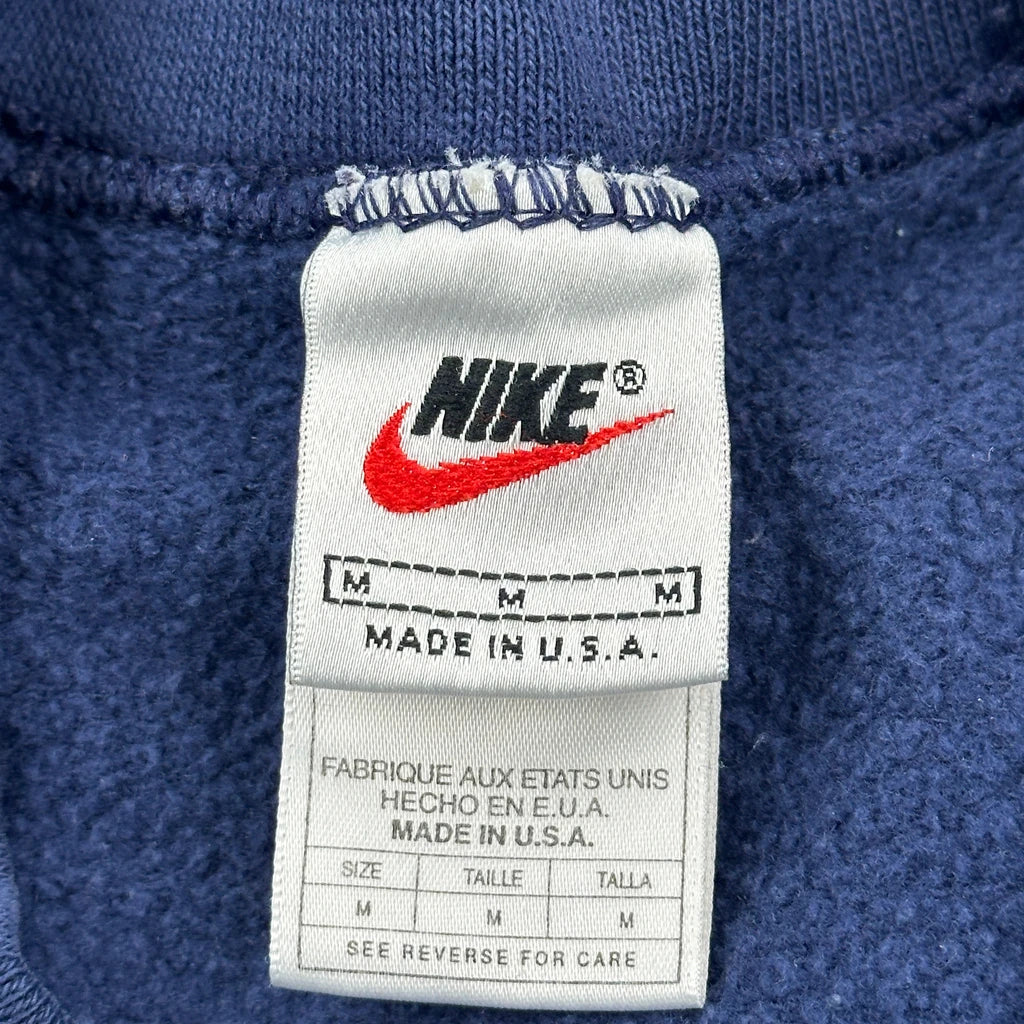 NIKE®
M M M
MADE IN U.S.A.
FABRIQUE AUX ETATS UNIS
HECHO EN E.U.A.
MADE IN U.S.A.
SIZE TAILLE TALLA
M M M
SEE REVERSE FOR CARE